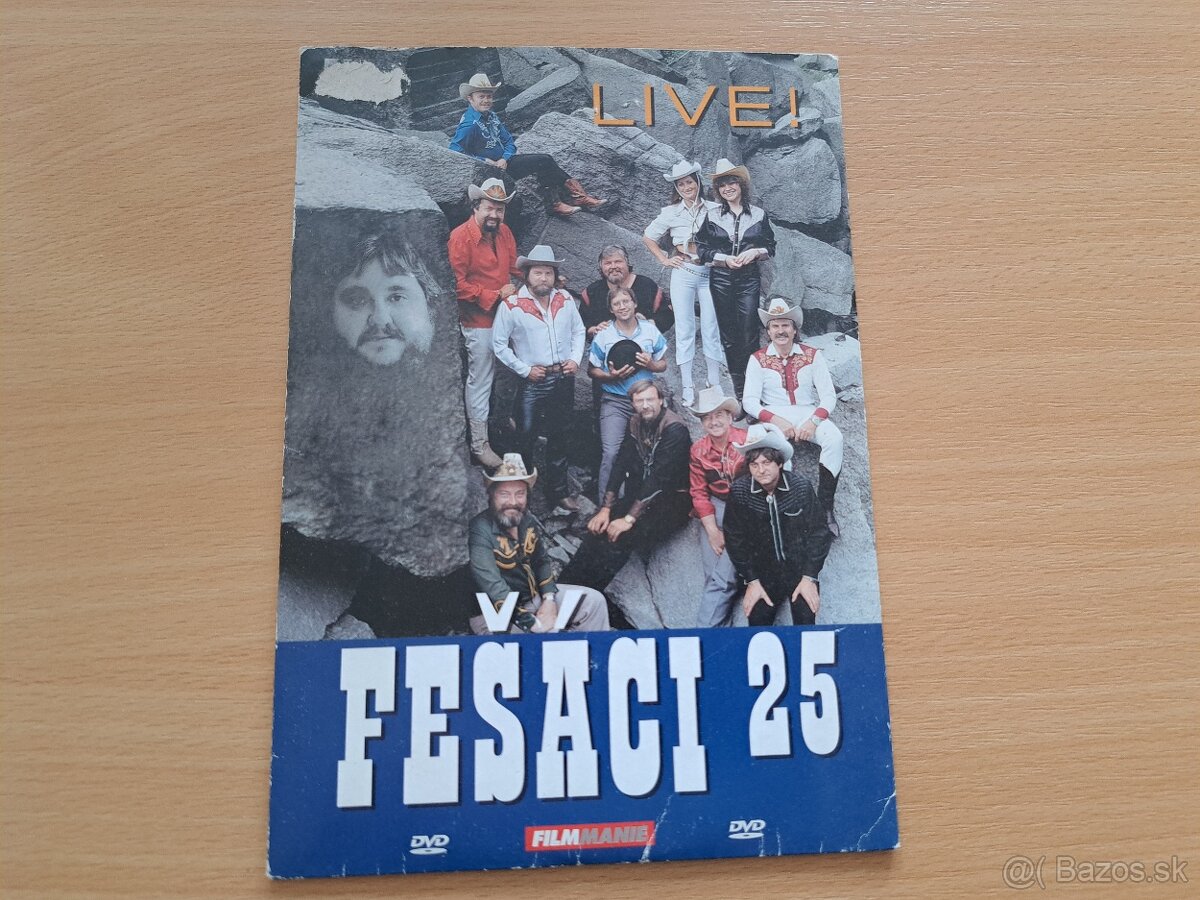 LIVE!
FEŠÁCI 25
DVD
FILMMANIE
DVD
@( Bazos.sk